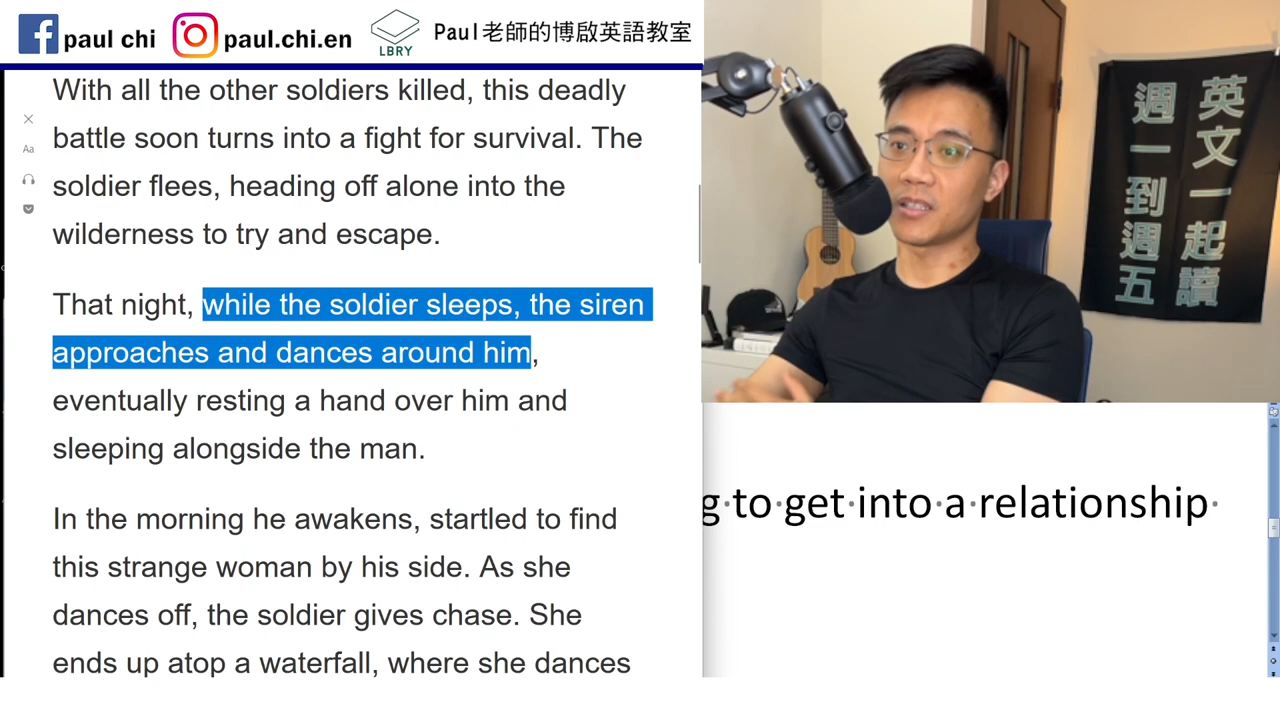 paul chi
paul.chi.en
LBRY
Paul老師的博啟英語教室
With all the other soldiers killed, this deadly
battle soon turns into a fight for survival. The
soldier flees, heading off alone into the
wilderness to try and escape.
That night, while the soldier sleeps, the siren
approaches and dances around him,
eventually resting a hand over him and
sleeping alongside the man.
In the morning he awakens, startled to find
this strange woman by his side. As she
dances off, the soldier gives chase. She
ends up atop a waterfall, where she dances
Aa
英文一起讀
週一到週五
g·to·get·into·a·relationship·